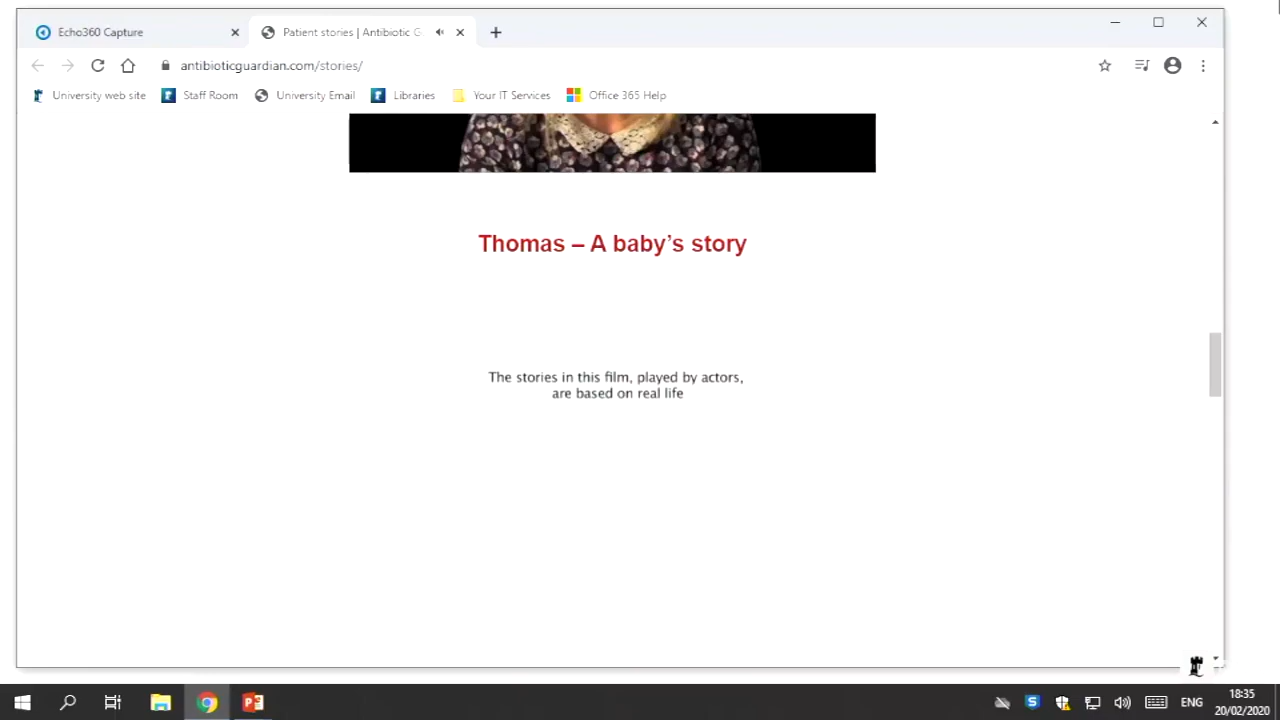 Echo360 Capture
Patient stories | Antibiotic G
antibioticguardian.com/stories/
University web site
Staff Room
University Email
Libraries
Your IT Services
Office 365 Help
Thomas – A baby's story
The stories in this film, played by actors,
are based on real life
ENG
18:35
20/02/2020